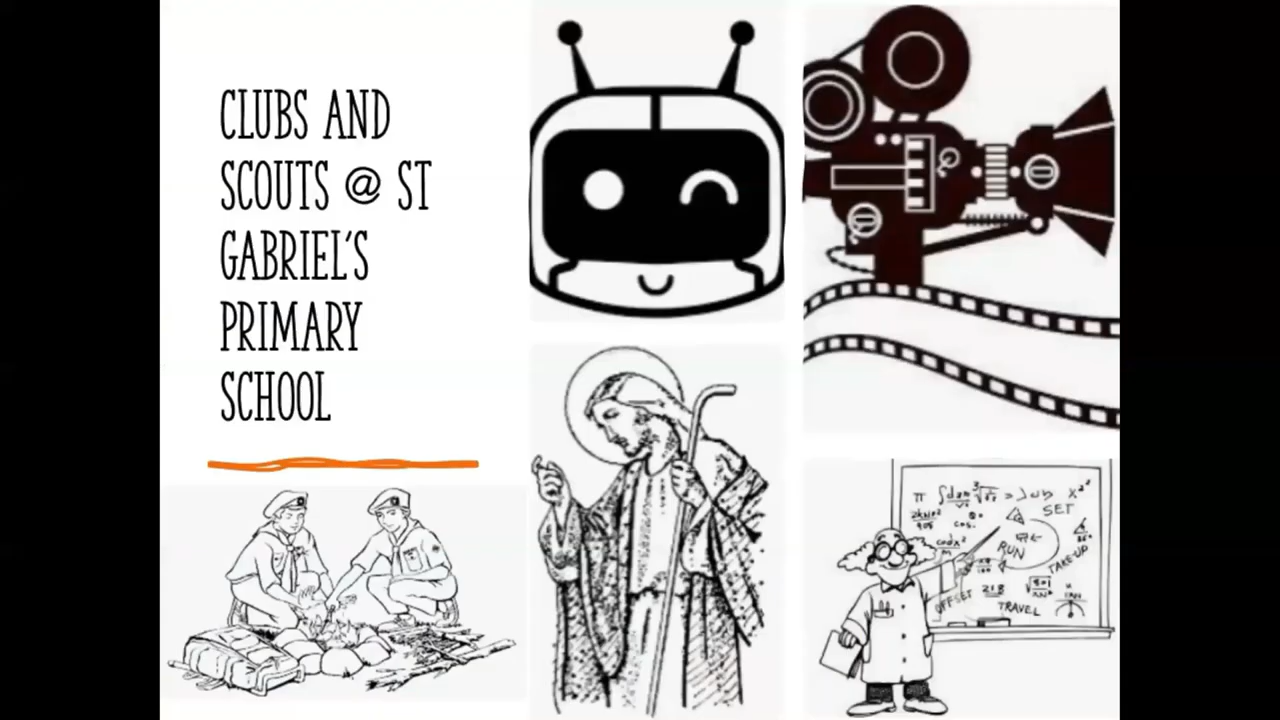 CLUBS AND
SCOUTS @ ST
GABRIEL'S
PRIMARY
SCHOOL
SET
RUN
TAKE-UP
OFFSET
TRAVEL